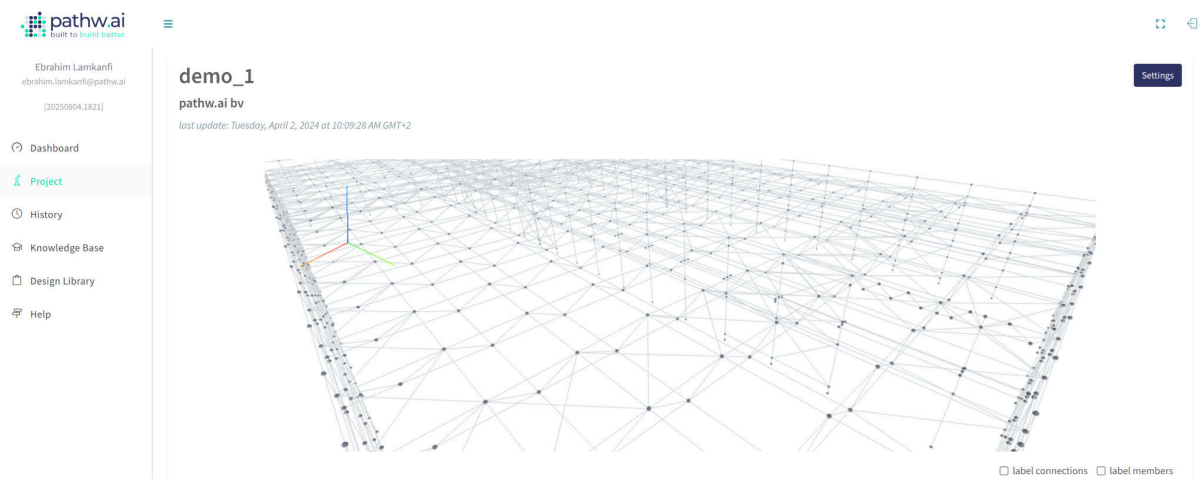 pathw.ai
built to build better
Ebrahim Lamkanfi
ebrahim.lamkanfi@pathw.ai
[20250804.1821]
Dashboard
Project
History
Knowledge Base
Design Library
Help
demo_1
Settings
pathw.ai bv
last update: Tuesday, April 2, 2024 at 10:09:28 AM GMT+2
label connections label members